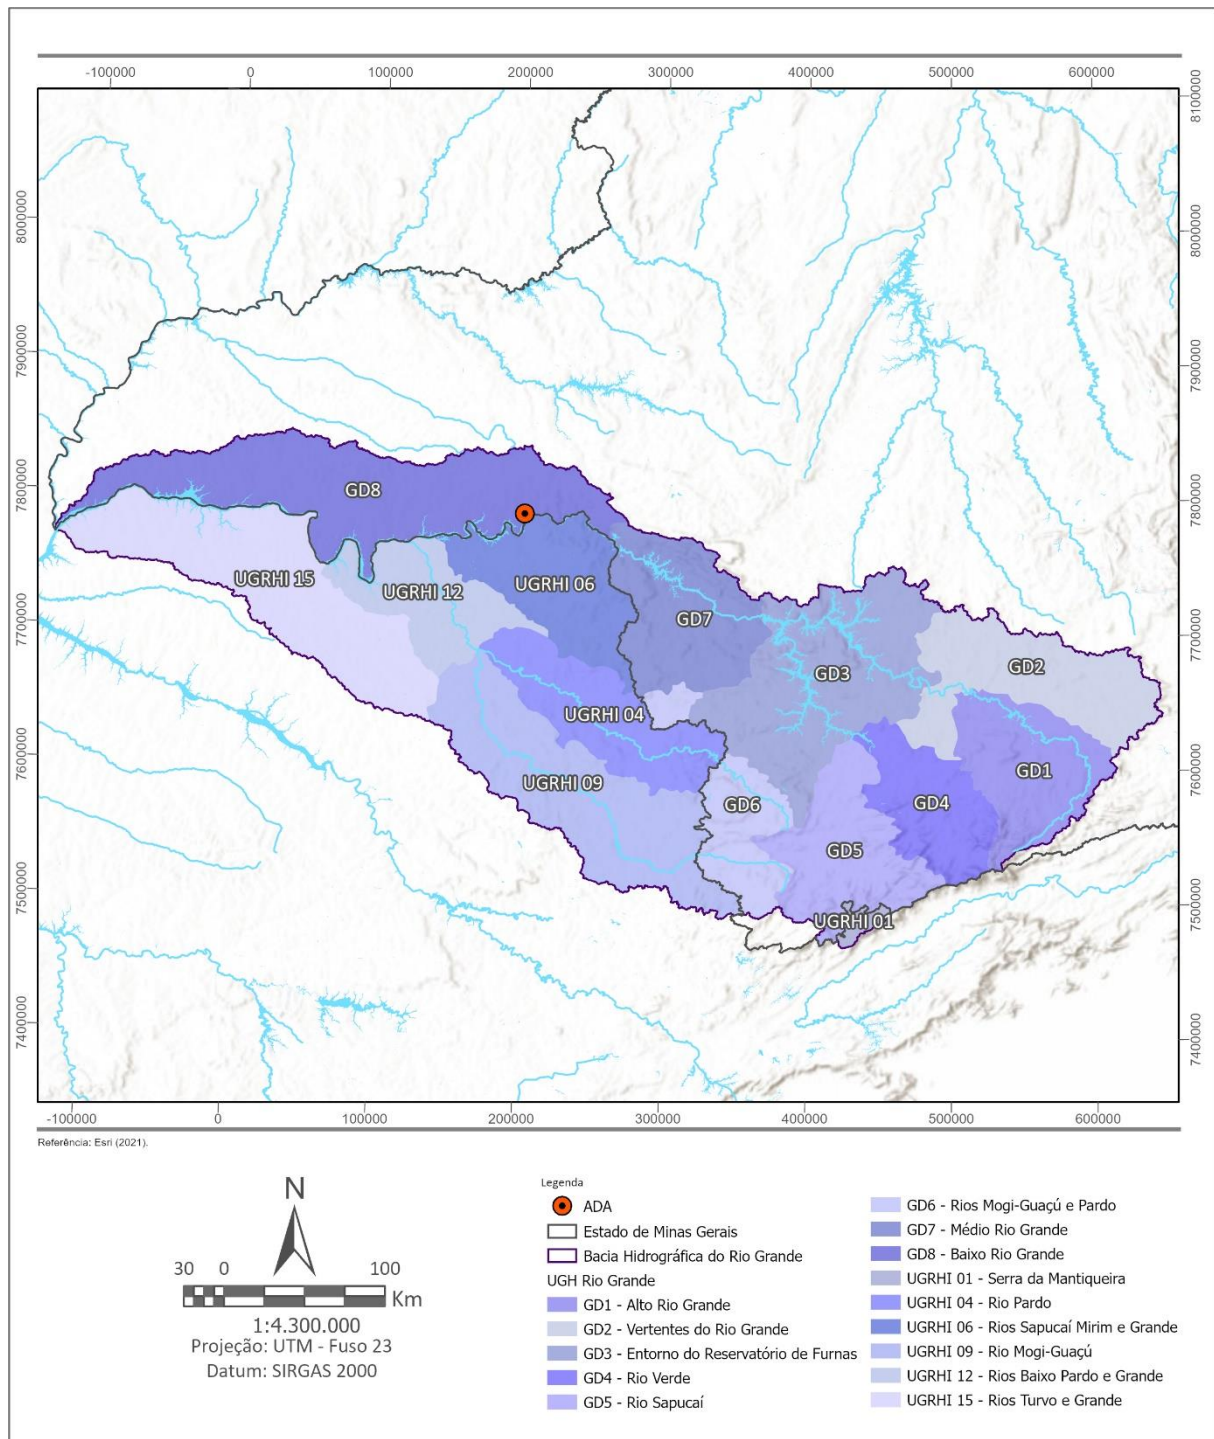 -100000 0 100000 200000 300000 400000 500000 600000
8100000
8000000 8000000
7900000 7900000
7800000 7800000
7700000 7700000
7600000 7600000
7500000 7500000
7400000 7400000
GD8
UGRHI 15
UGRHI 12
UGRHI 06
GD7
GD2
GD3
UGRHI 04
GD1
UGRHI 09
GD6
GD4
GD5
UGRHI 01
-100000 0 100000 200000 300000 400000 500000 600000
Referência: Esri (2021).
N
30 0 100
Km
1:4.300.000
Projeção: UTM - Fuso 23
Datum: SIRGAS 2000
Legenda
ADA
Estado de Minas Gerais
Bacia Hidrográfica do Rio Grande
UGH Rio Grande
GD1 - Alto Rio Grande
GD2 - Vertentes do Rio Grande
GD3 - Entorno do Reservatório de Furnas
GD4 - Rio Verde
GD5 - Rio Sapucaí
GD6 - Rios Mogi-Guaçú e Pardo
GD7 - Médio Rio Grande
GD8 - Baixo Rio Grande
UGRHI 01 - Serra da Mantiqueira
UGRHI 04 - Rio Pardo
UGRHI 06 - Rios Sapucaí Mirim e Grande
UGRHI 09 - Rio Mogi-Guaçú
UGRHI 12 - Rios Baixo Pardo e Grande
UGRHI 15 - Rios Turvo e Grande